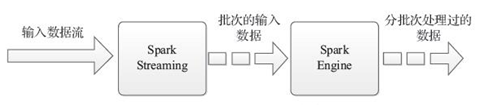 输入数据流
Spark
Streaming
批次的输入
数据
Spark
Engine
分批次处理过的
数据